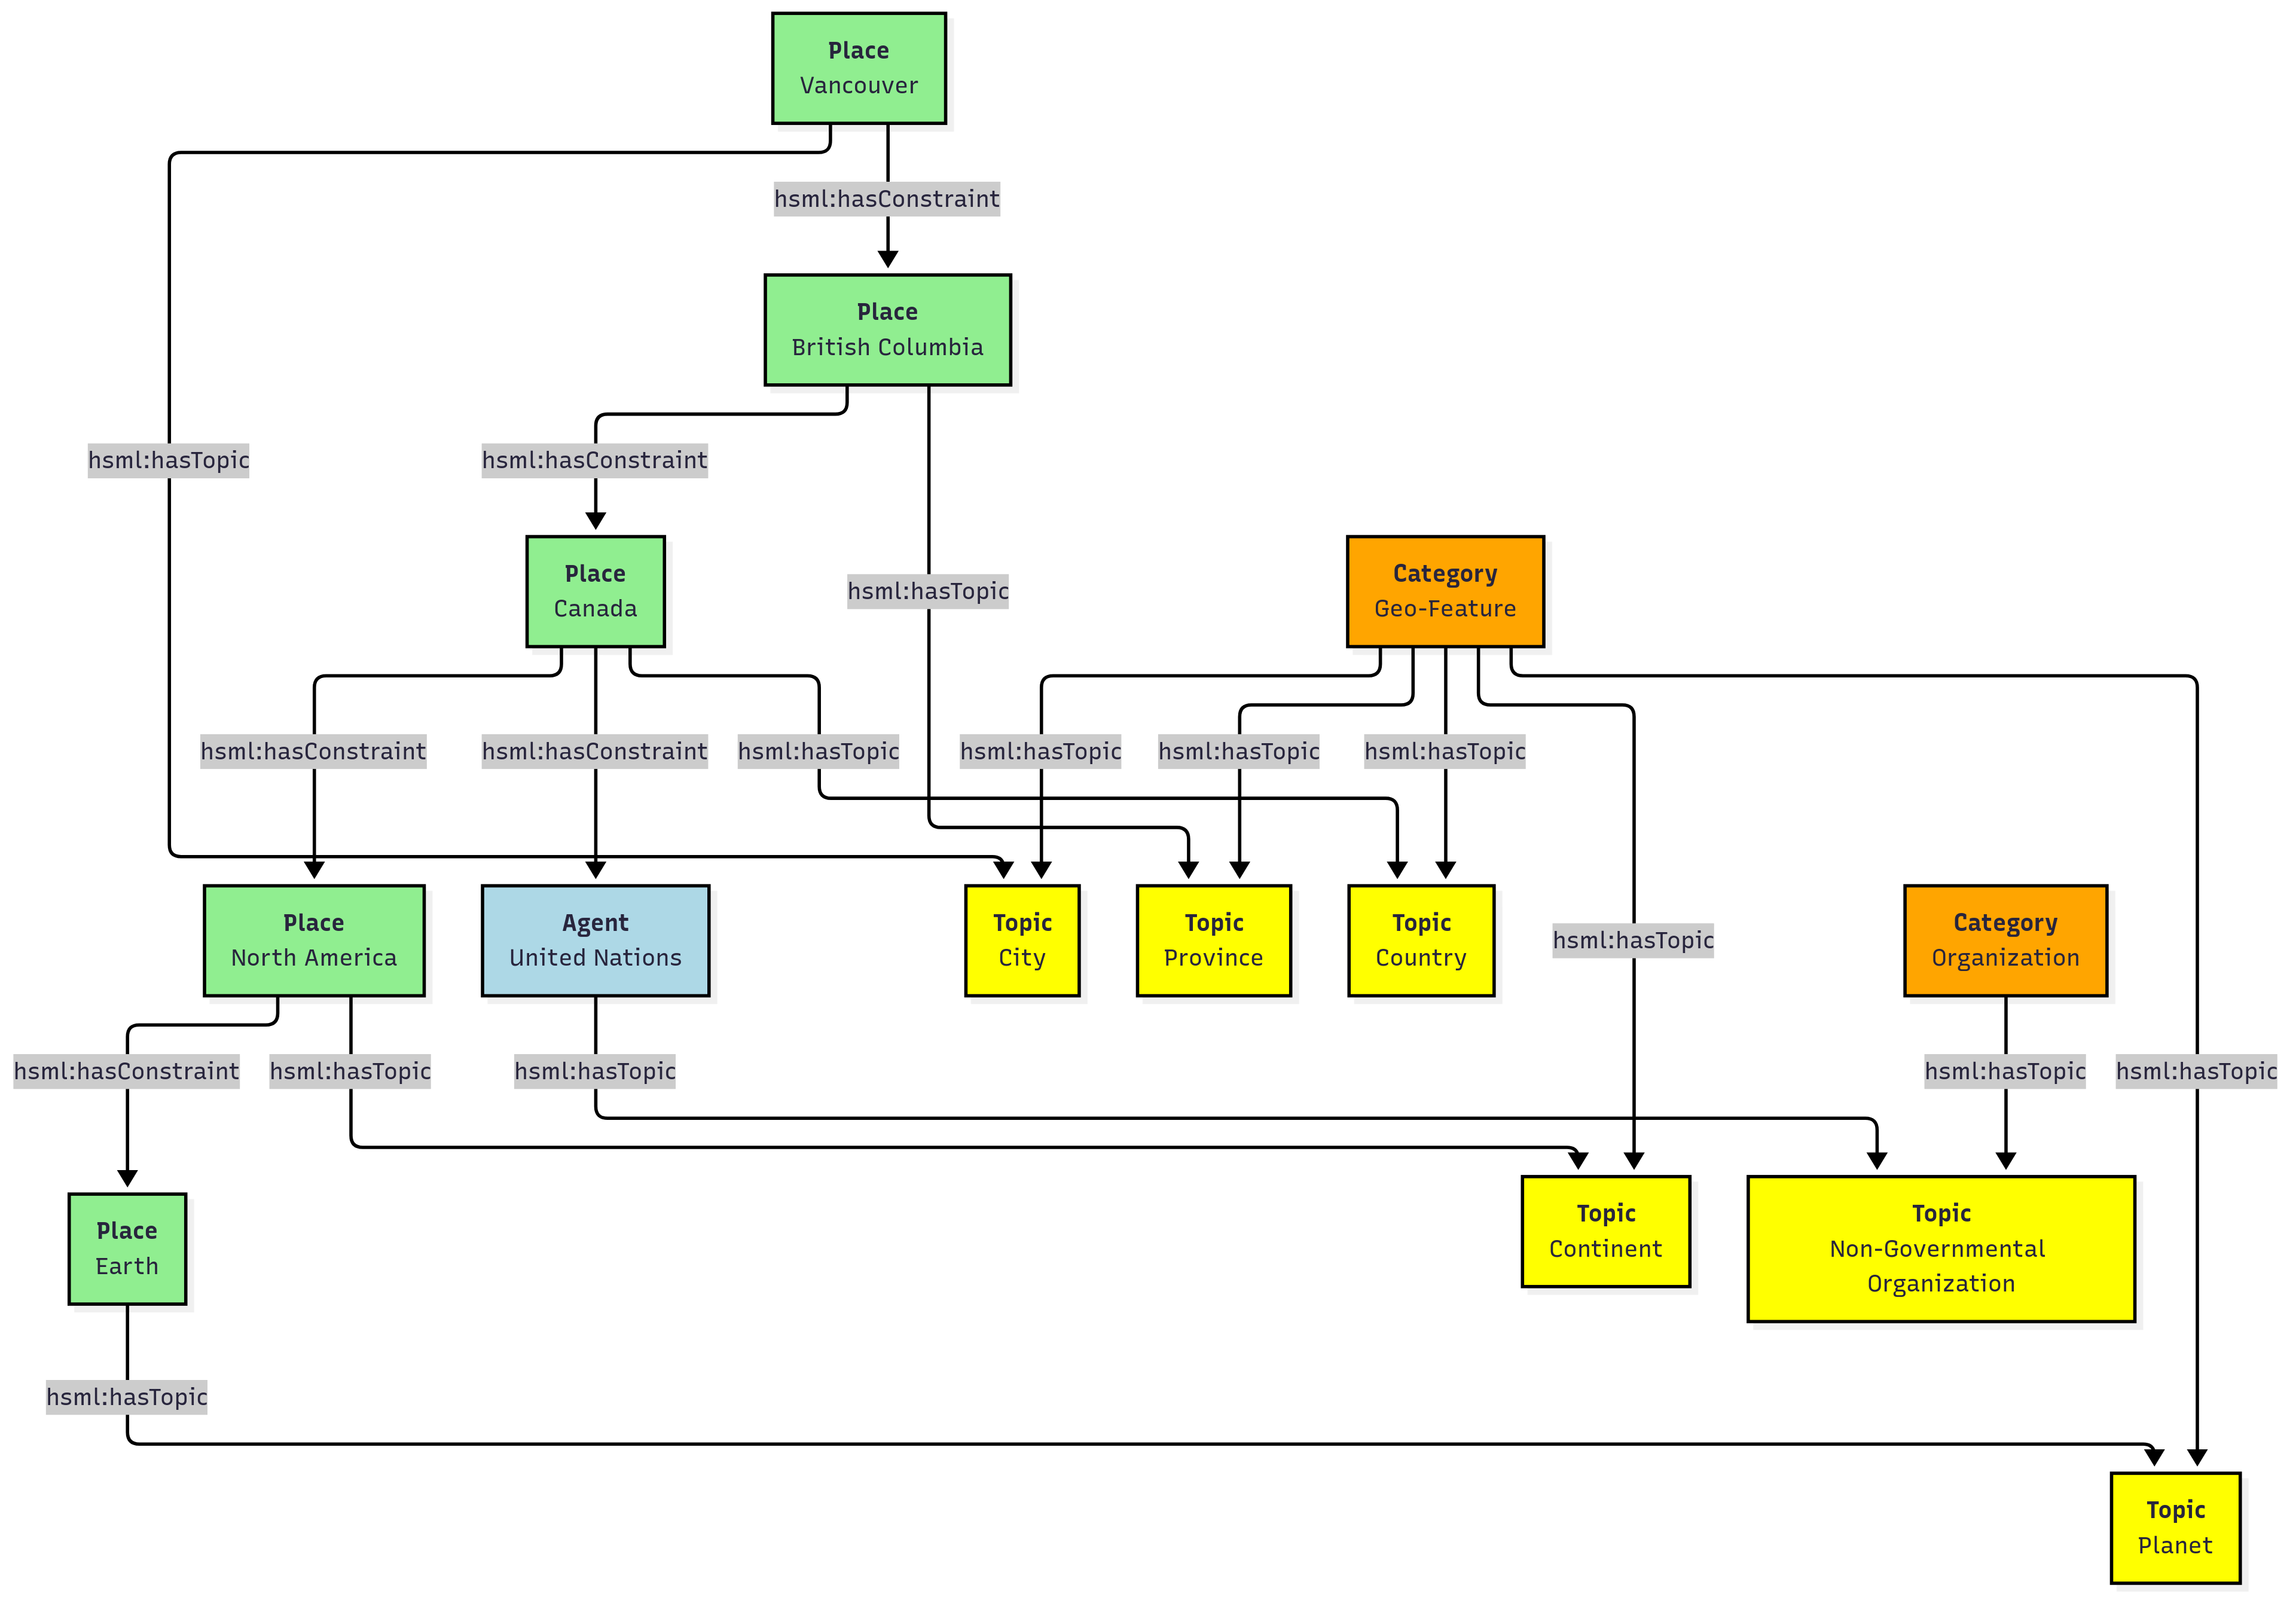 Place
Vancouver
hsml:hasConstraint
Place
British Columbia
hsml:hasTopic
hsml:hasConstraint
Place
Canada
hsml:hasTopic
Category
Geo-Feature
hsml:hasConstraint
hsml:hasConstraint
hsml:hasTopic
hsml:hasTopic
hsml:hasTopic
hsml:hasTopic
Place
North America
Agent
United Nations
Topic
City
Topic
Province
Topic
Country
hsml:hasTopic
Category
Organization
hsml:hasConstraint
hsml:hasTopic
hsml:hasTopic
hsml:hasTopic
hsml:hasTopic
Place
Earth
Topic
Continent
Topic
Non-Governmental
Organization
hsml:hasTopic
Topic
Planet